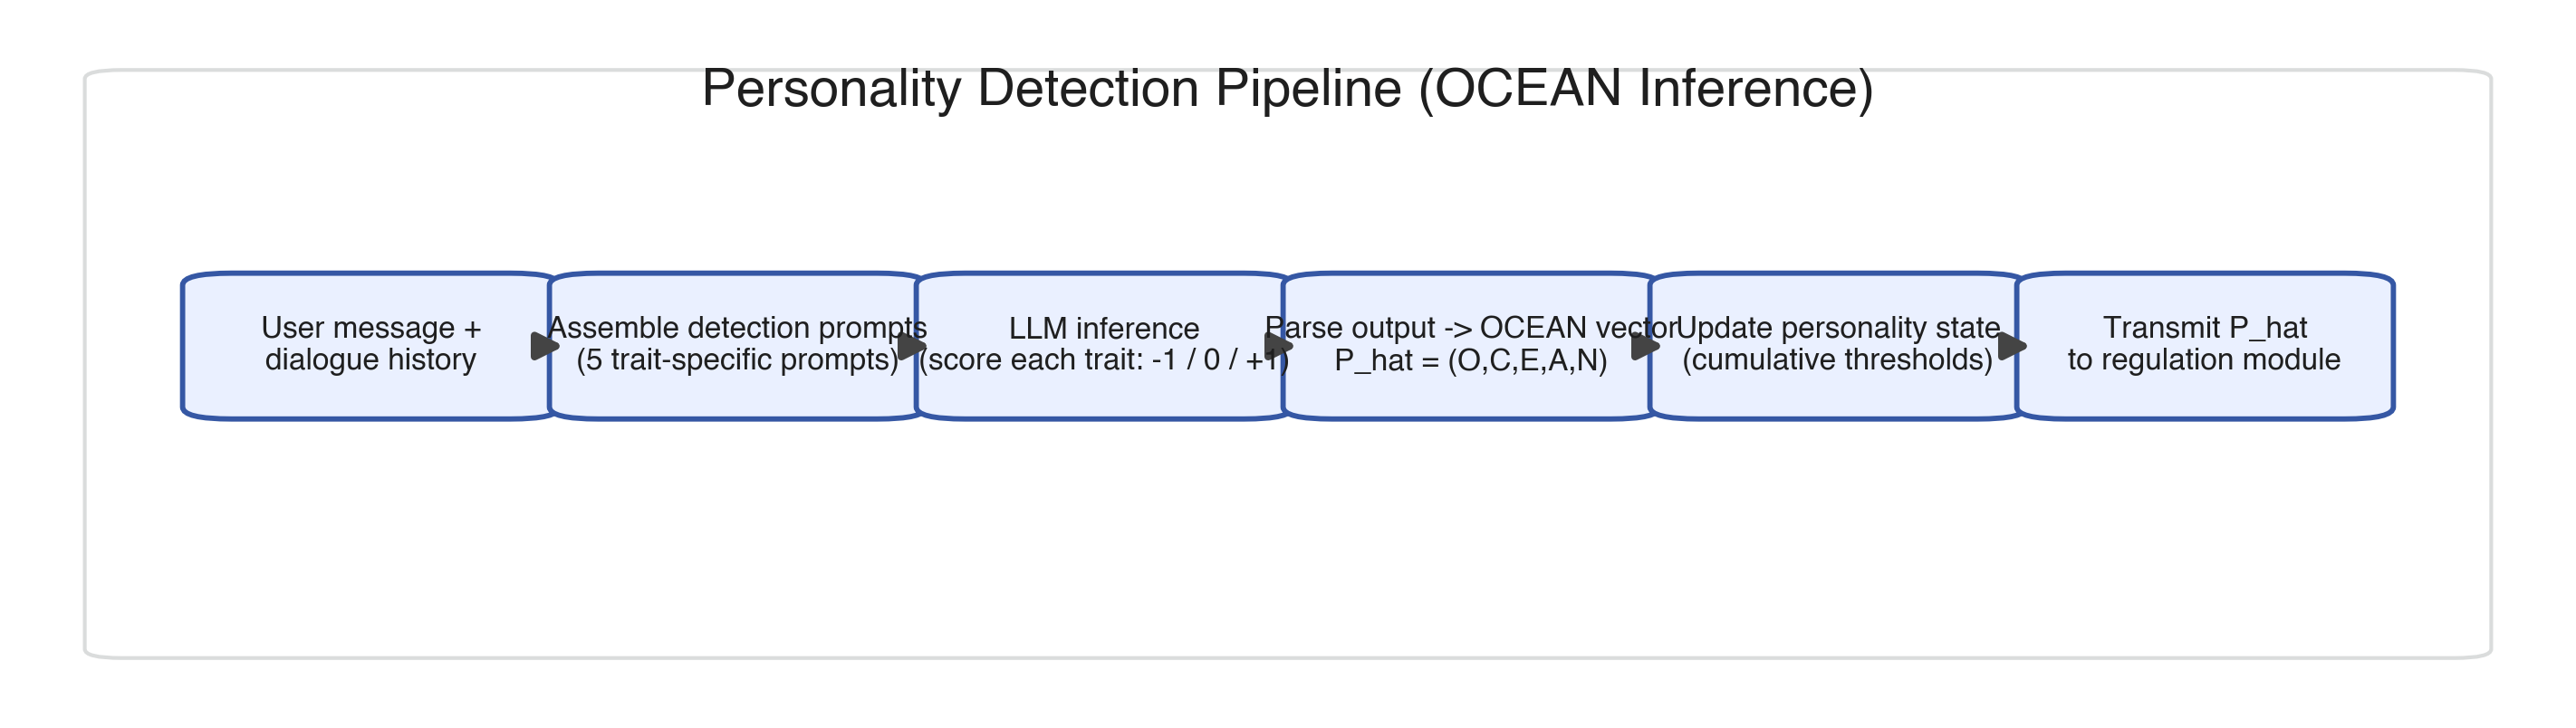 Personality Detection Pipeline (OCEAN Inference)
User message +
dialogue history
Assemble detection prompts
(5 trait-specific prompts)
LLM inference
(score each trait: -1 / 0 / +1)
Parse output -> OCEAN vector
P_hat = (O,C,E,A,N)
Update personality state
(cumulative thresholds)
Transmit P_hat
to regulation module